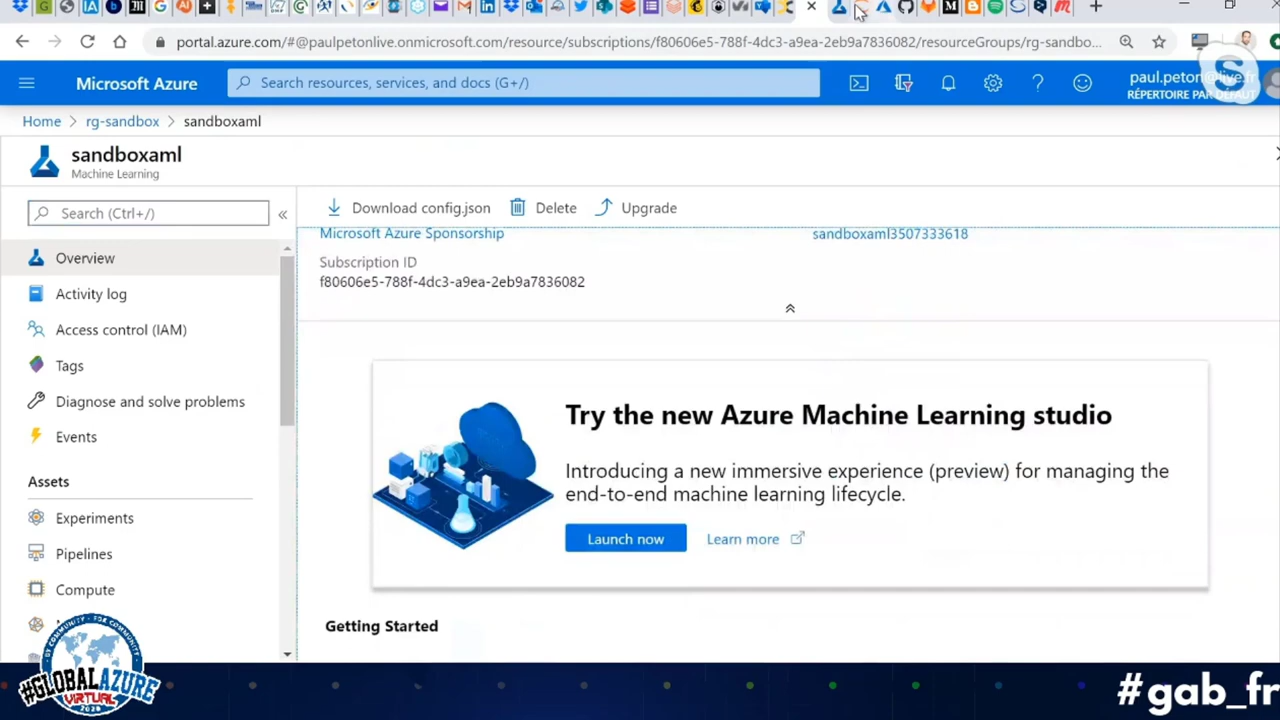 portal.azure.com/#@paulpetonlive.onmicrosoft.com/resource/subscriptions/f80606e5-788f-4dc3-a9ea-2eb9a7836082/resourceGroups/rg-sandbo...
Microsoft Azure
Search resources, services, and docs (G+/)
paul.peton@live.fr
RÉPERTOIRE PAR DÉFAUT
Home > rg-sandbox > sandboxaml
sandboxaml
Machine Learning
Search (Ctrl+/)
«
Download config.json
Delete
Upgrade
Microsoft Azure Sponsorship
sandboxaml3507333618
Subscription ID
f80606e5-788f-4dc3-a9ea-2eb9a7836082
Overview
Activity log
Access control (IAM)
Tags
Diagnose and solve problems
Events
Assets
Experiments
Pipelines
Compute
Try the new Azure Machine Learning studio
Introducing a new immersive experience (preview) for managing the
end-to-end machine learning lifecycle.
Launch now
Learn more
Getting Started
BY COMMUNITY - FOR COMMUNITY
#GLOBALAZURE
VIRTUAL
2020
#gab_fr